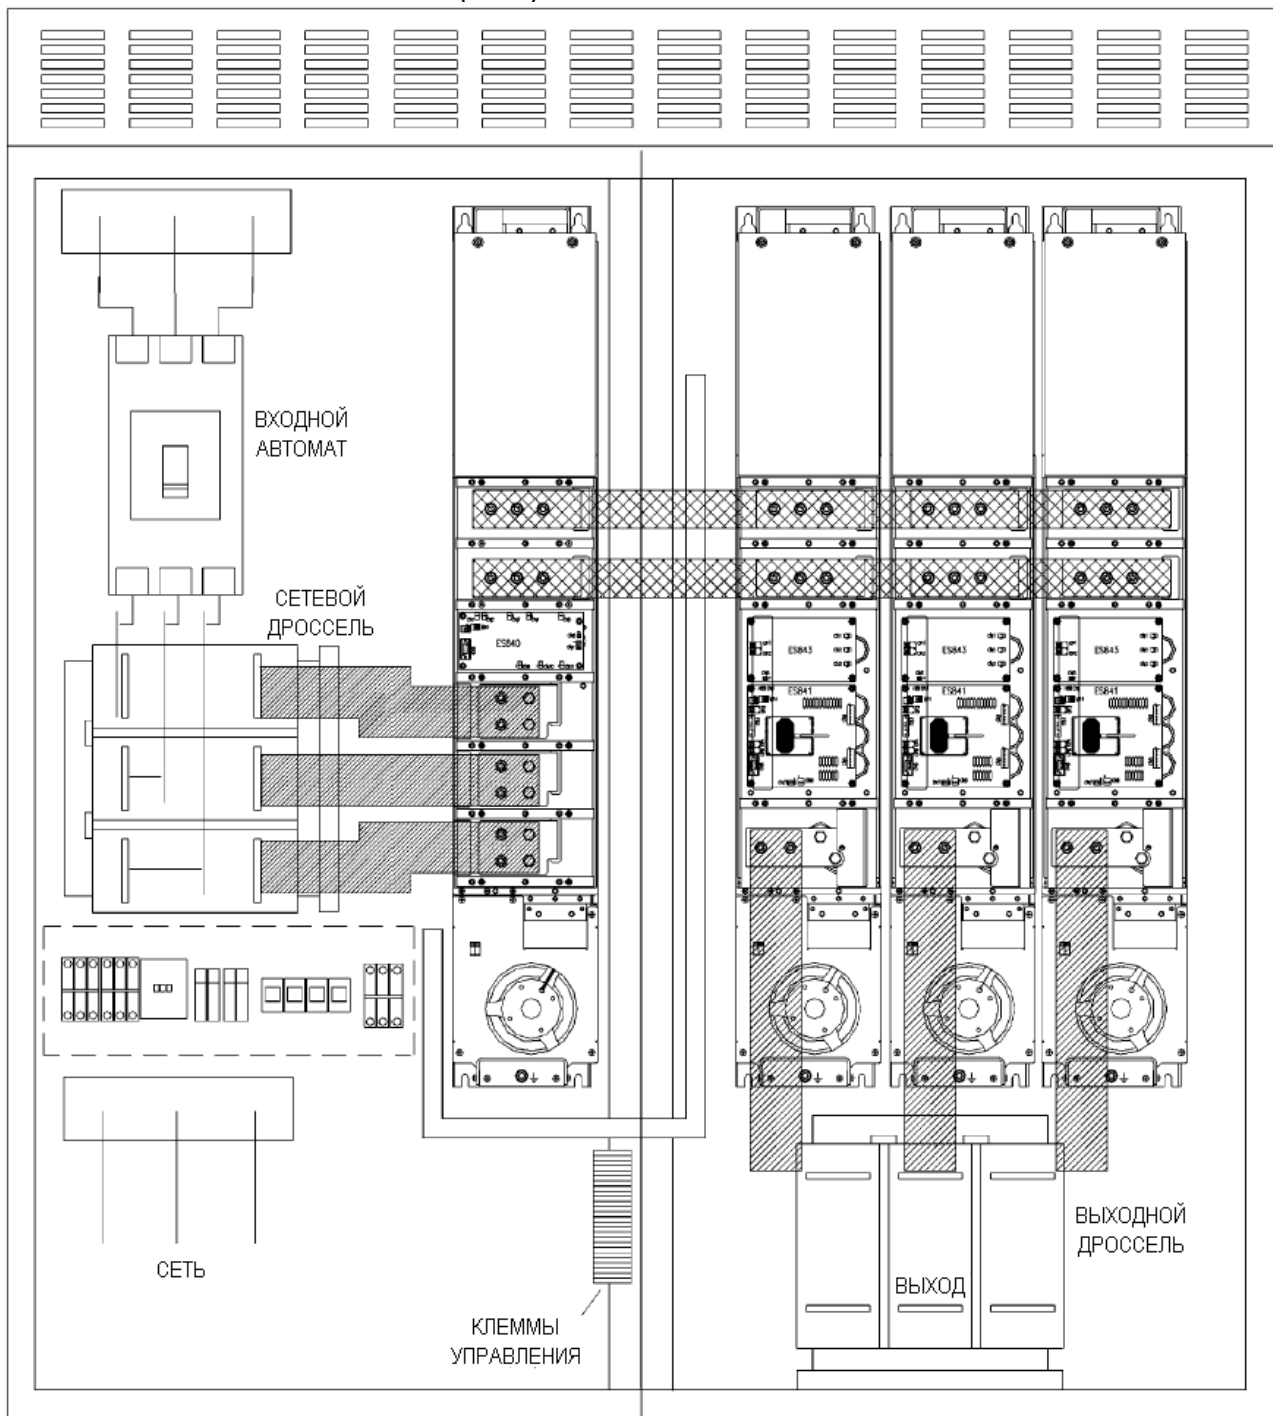 ВХОДНОЙ
АВТОМАТ
СЕТЕВОЙ
ДРОССЕЛЬ
ES840
ES843
ES843
ES843
ES841
ES841
ES841
ВЫХОДНОЙ
ДРОССЕЛЬ
СЕТЬ
ВЫХОД
КЛЕММЫ
УПРАВЛЕНИЯ